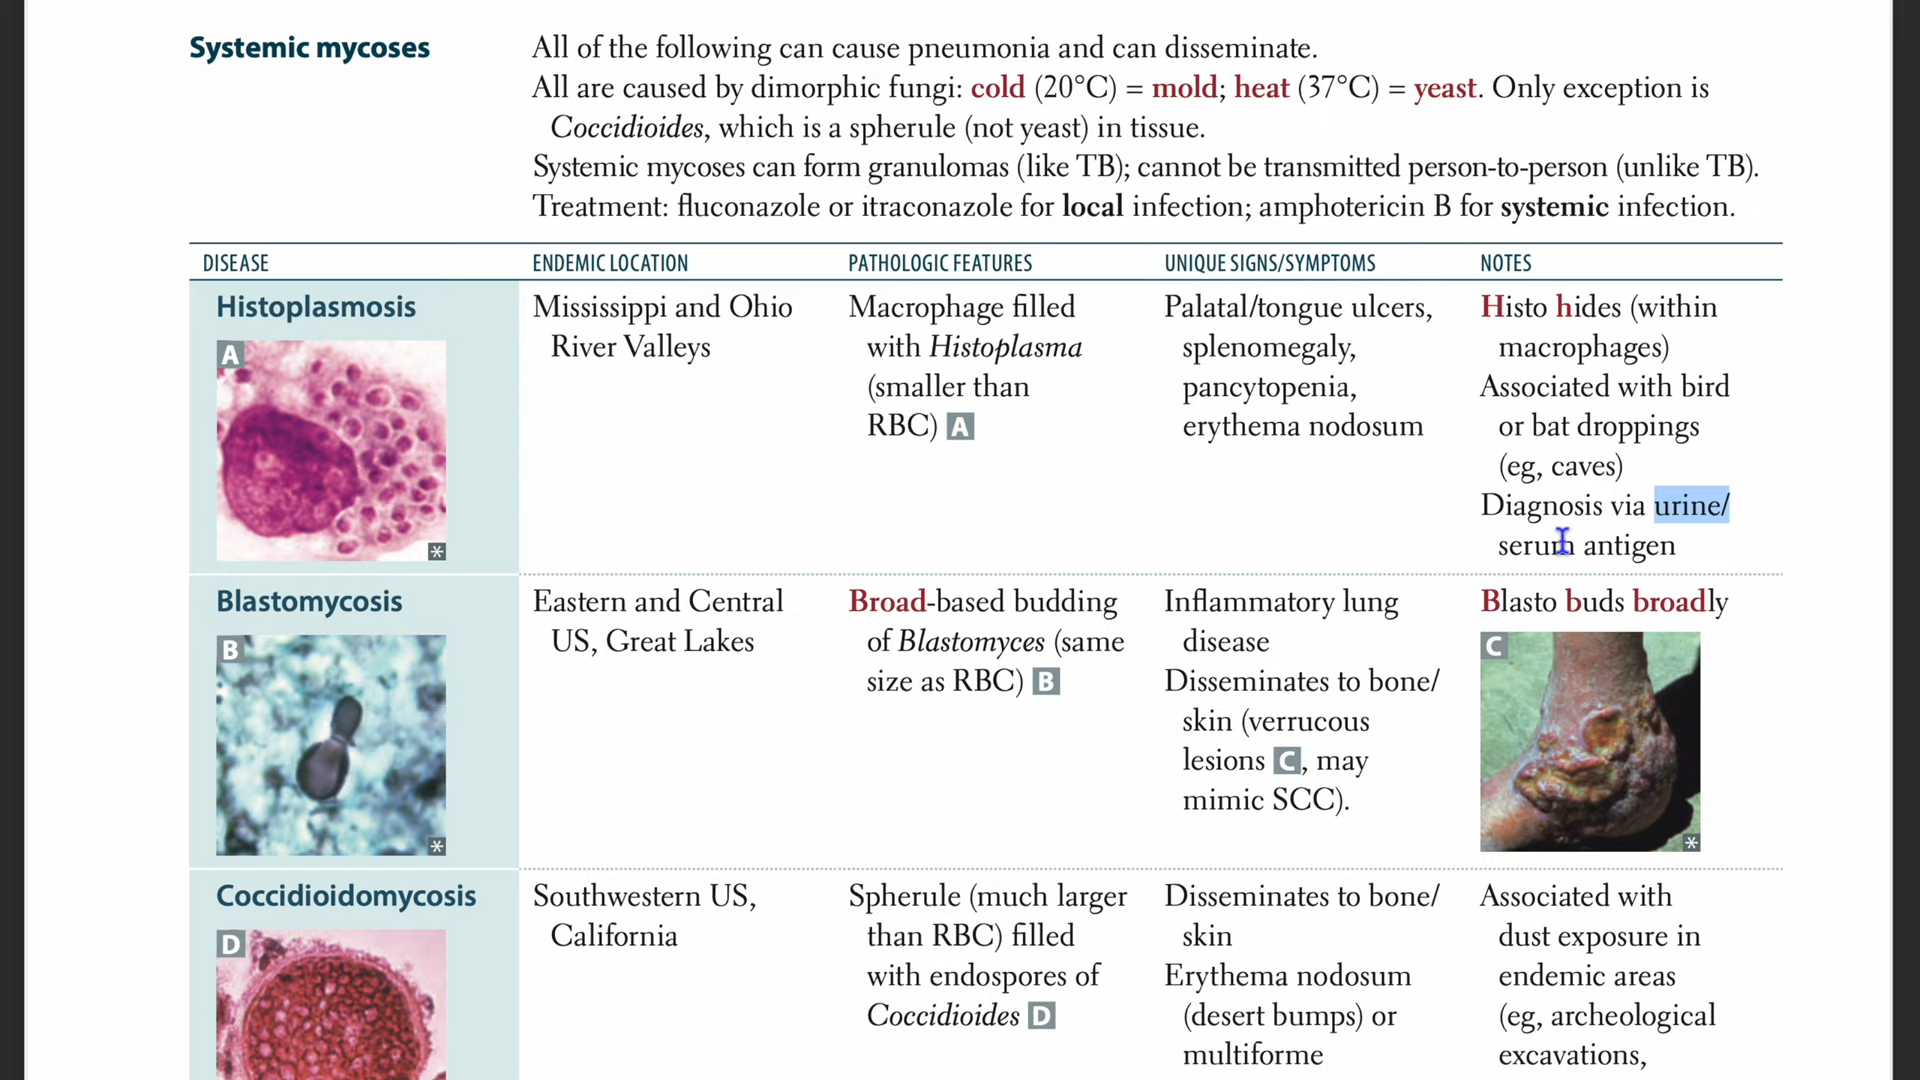 Systemic mycoses
All of the following can cause pneumonia and can disseminate.
All are caused by dimorphic fungi: cold (20°C) = mold; heat (37°C) = yeast. Only exception is
Coccidioides, which is a spherule (not yeast) in tissue.
Systemic mycoses can form granulomas (like TB); cannot be transmitted person-to-person (unlike TB).
Treatment: fluconazole or itraconazole for local infection; amphotericin B for systemic infection.
DISEASE
ENDEMIC LOCATION
PATHOLOGIC FEATURES
UNIQUE SIGNS/SYMPTOMS
NOTES
Histoplasmosis
A
Mississippi and Ohio
River Valleys
Macrophage filled
with Histoplasma
(smaller than
RBC) A
Palatal/tongue ulcers,
splenomegaly,
pancytopenia,
erythema nodosum
Histo hides (within
macrophages)
Associated with bird
or bat droppings
(eg, caves)
Diagnosis via urine/
serum antigen
Blastomycosis
B
Eastern and Central
US, Great Lakes
Broad-based budding
of Blastomyces (same
size as RBC) B
Inflammatory lung
disease
Disseminates to bone/
skin (verrucous
lesions C, may
mimic SCC).
Blasto buds broadly
C
Coccidioidomycosis
D
Southwestern US,
California
Spherule (much larger
than RBC) filled
with endospores of
Coccidioides D
Disseminates to bone/
skin
Erythema nodosum
(desert bumps) or
multiforme
Associated with
dust exposure in
endemic areas
(eg, archeological
excavations,